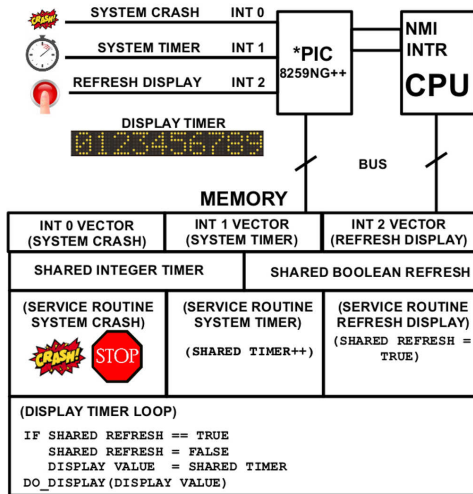 SYSTEM CRASH INT 0
SYSTEM TIMER INT 1
REFRESH DISPLAY INT 2
*PIC
8259NG++
NMI
INTR
CPU
DISPLAY TIMER
0123456789
BUS
MEMORY
INT 0 VECTOR
(SYSTEM CRASH)
INT 1 VECTOR
(SYSTEM TIMER)
INT 2 VECTOR
(REFRESH DISPLAY)
SHARED INTEGER TIMER
SHARED BOOLEAN REFRESH
(SERVICE ROUTINE
SYSTEM CRASH)
CRASH!
STOP
(SERVICE ROUTINE
SYSTEM TIMER)
(SHARED TIMER++)
(SERVICE ROUTINE
REFRESH DISPLAY)
(SHARED REFRESH =
TRUE)
(DISPLAY TIMER LOOP)
IF SHARED REFRESH == TRUE
SHARED REFRESH = FALSE
DISPLAY VALUE = SHARED TIMER
DO_DISPLAY(DISPLAY VALUE)